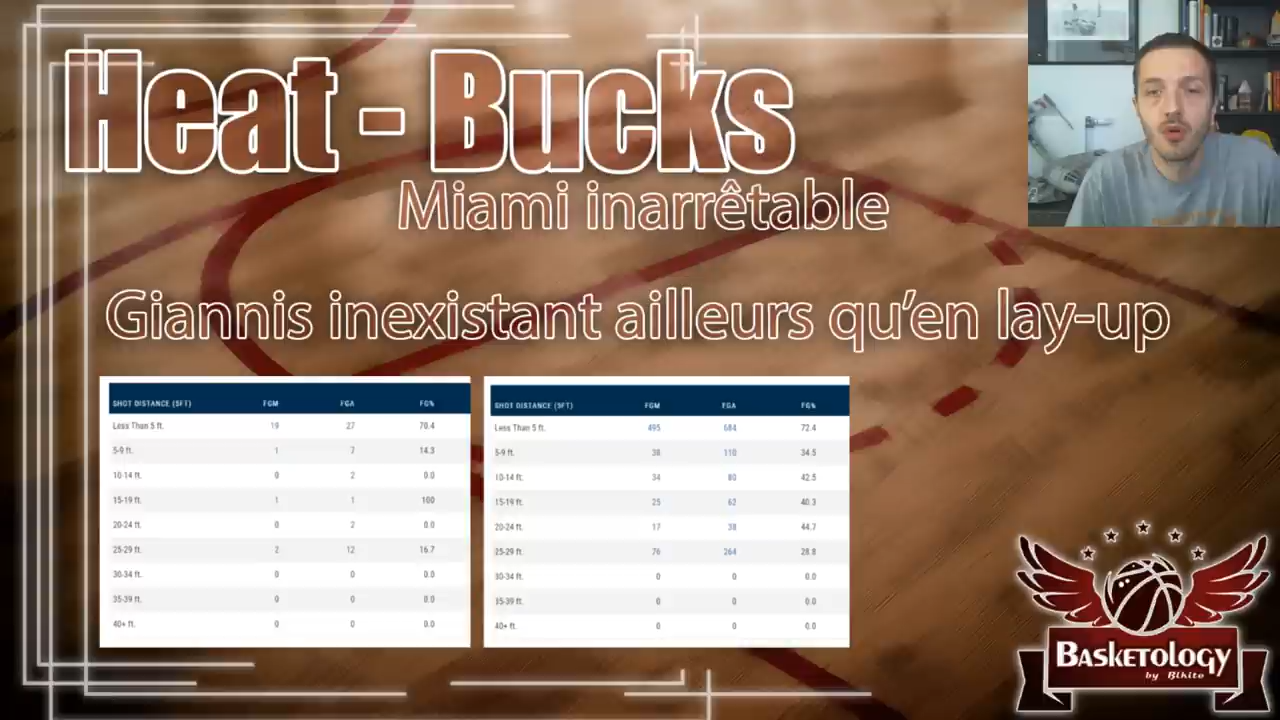 Heat - Bucks
Miami inarrêtable
Giannis inexistant ailleurs qu'en lay-up
SHOT DISTANCE (5FT) FGM FGA FG%
Less Than 5 ft. 19 27 70.4
5-9 ft. 1 7 14.3
10-14 ft. 0 2 0.0
15-19 ft. 1 1 100
20-24 ft. 0 2 0.0
25-29 ft. 2 12 16.7
30-34 ft. 0 0 0.0
35-39 ft. 0 0 0.0
40+ ft. 0 0 0.0
SHOT DISTANCE (5FT) FGM FGA FG%
Less Than 5 ft. 495 684 72.4
5-9 ft. 38 110 34.5
10-14 ft. 34 80 42.5
15-19 ft. 25 62 40.3
20-24 ft. 17 38 44.7
25-29 ft. 76 264 28.8
30-34 ft. 0 0 0.0
35-39 ft. 0 0 0.0
40+ ft. 0 0 0.0
BASKETOLOGY
by Blkito